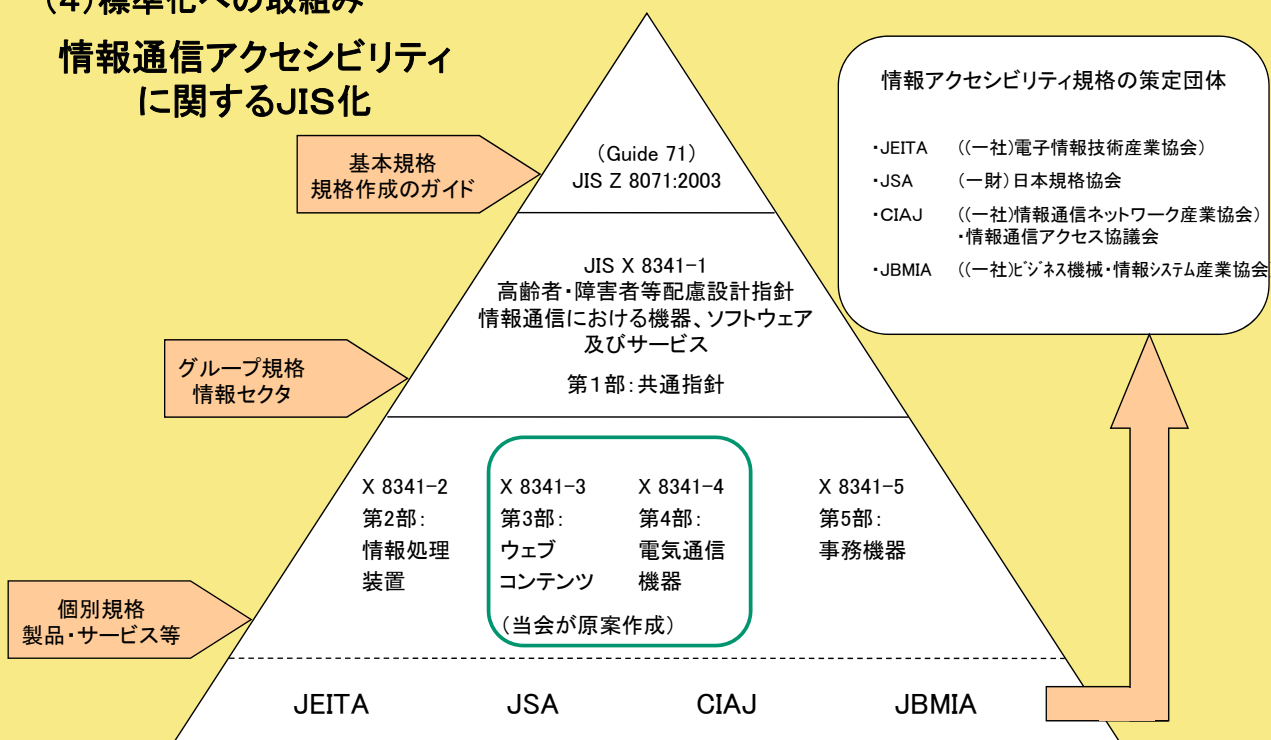 (4)標準化への取組み
情報通信アクセシビリティ
に関するJIS化
基本規格
規格作成のガイド
(Guide 71)
JIS Z 8071:2003
グループ規格
情報セクタ
JIS X 8341-1
高齢者・障害者等配慮設計指針
情報通信における機器、ソフトウェア
及びサービス
第1部:共通指針
個別規格
製品・サービス等
X 8341-2
第2部:
情報処理
装置
X 8341-3
第3部:
ウェブ
コンテンツ
X 8341-4
第4部:
電気通信
機器
(当会が原案作成)
X 8341-5
第5部:
事務機器
JEITA
JSA
CIAJ
JBMIA
情報アクセシビリティ規格の策定団体
・JEITA ((一社)電子情報技術産業協会)
・JSA (一財)日本規格協会
・CIAJ ((一社)情報通信ネットワーク産業協会)
・情報通信アクセス協議会
・JBMIA ((一社)ビジネス機械・情報システム産業協会